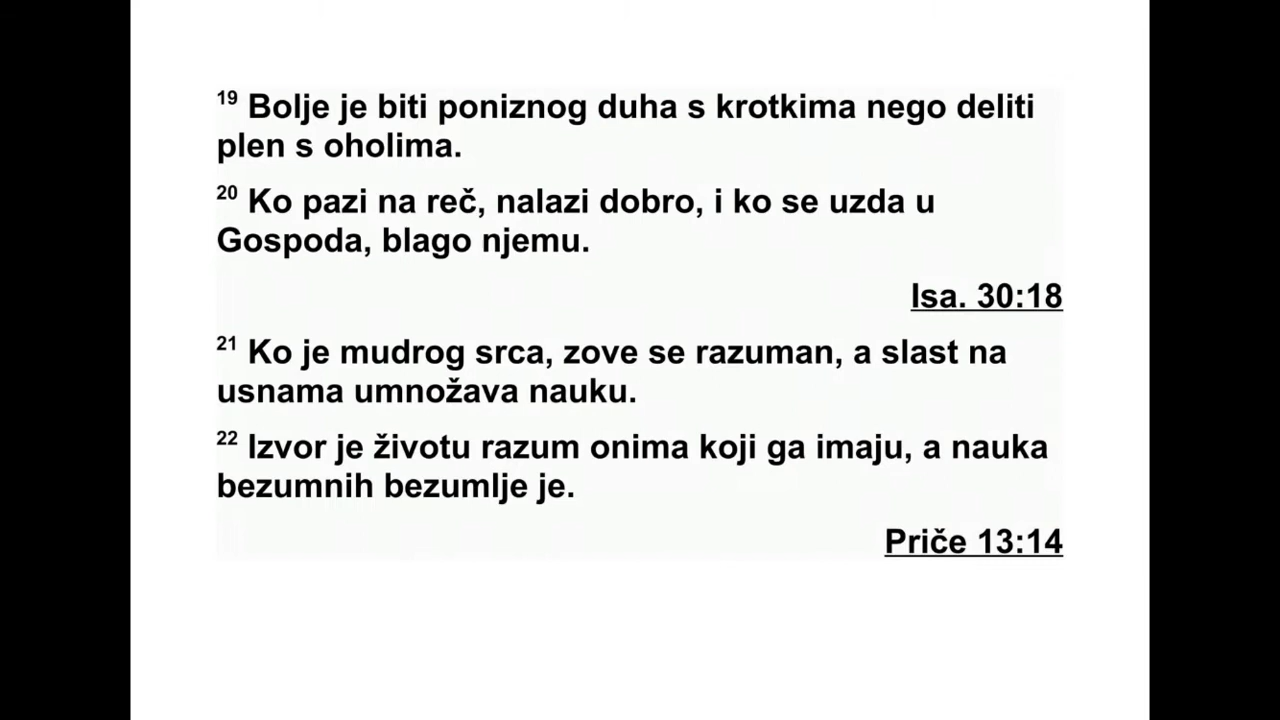 19 Bolje je biti poniznog duha s krotkima nego deliti
plen s oholima.
20 Ko pazi na reč, nalazi dobro, i ko se uzda u
Gospoda, blago njemu.
Isa. 30:18
21 Ko je mudrog srca, zove se razuman, a slast na
usnama umnožava nauku.
22 Izvor je životu razum onima koji ga imaju, a nauka
bezumnih bezumlje je.
Priče 13:14